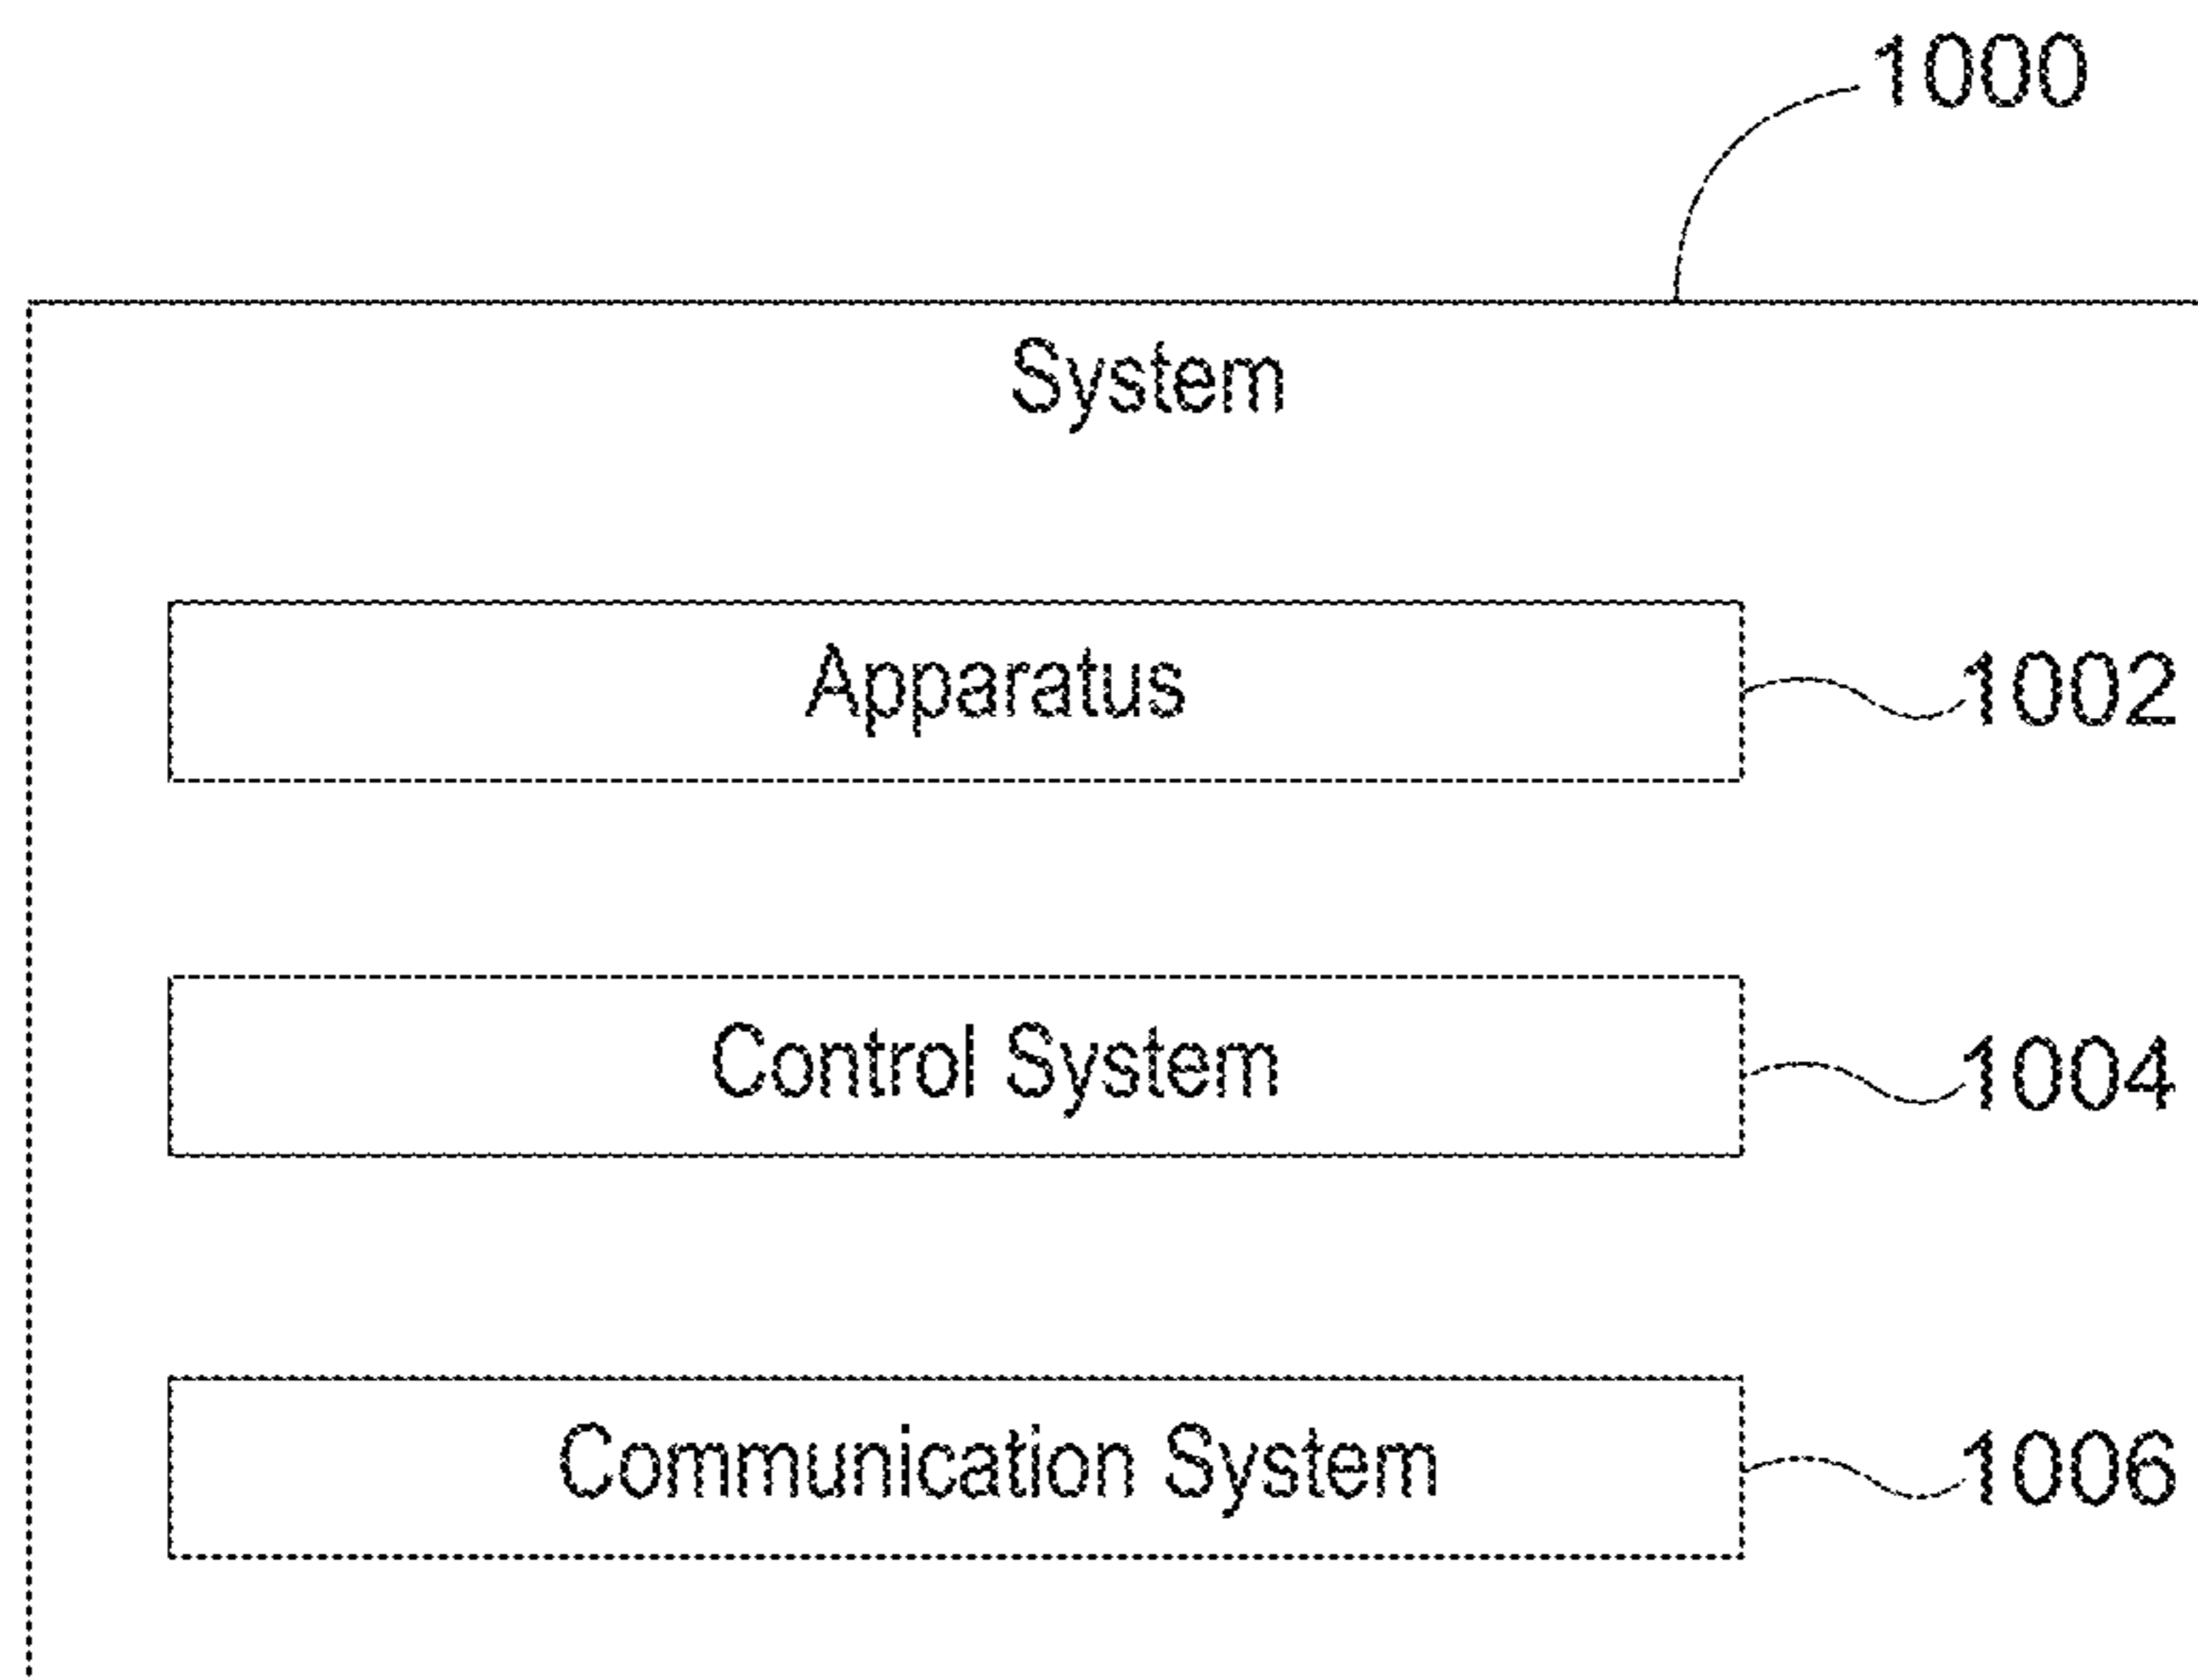 1000
System
Apparatus
1002
Control System
1004
Communication System
1006